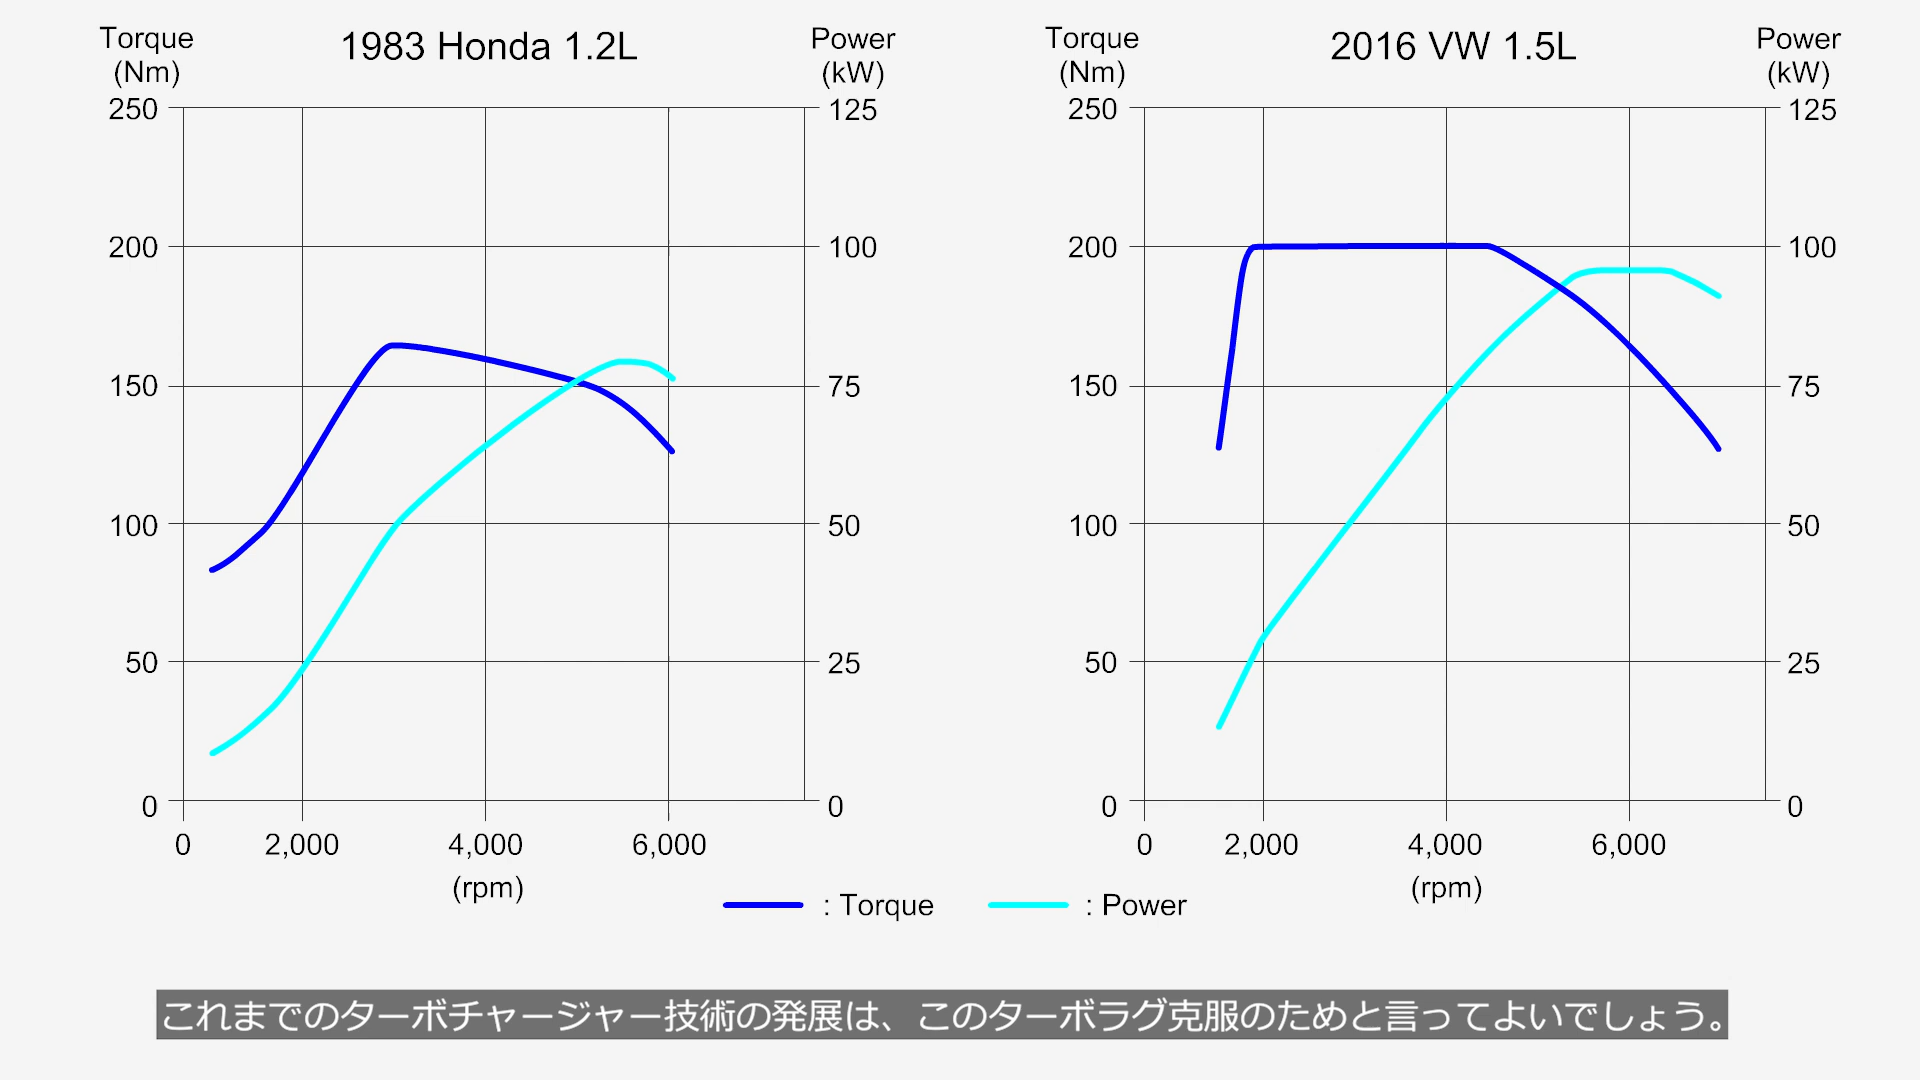 1983 Honda 1.2L
Torque
(Nm)
Power
(kW)
250
200
150
100
50
0
125
100
75
50
25
0
0 2,000 4,000 6,000
(rpm)
2016 VW 1.5L
Torque
(Nm)
Power
(kW)
250
200
150
100
50
0
125
100
75
50
25
0
0 2,000 4,000 6,000
(rpm)
: Torque : Power
これまでのターボチャージャー技術の発展は、このターボラグ克服のためと言ってよいでしょう。